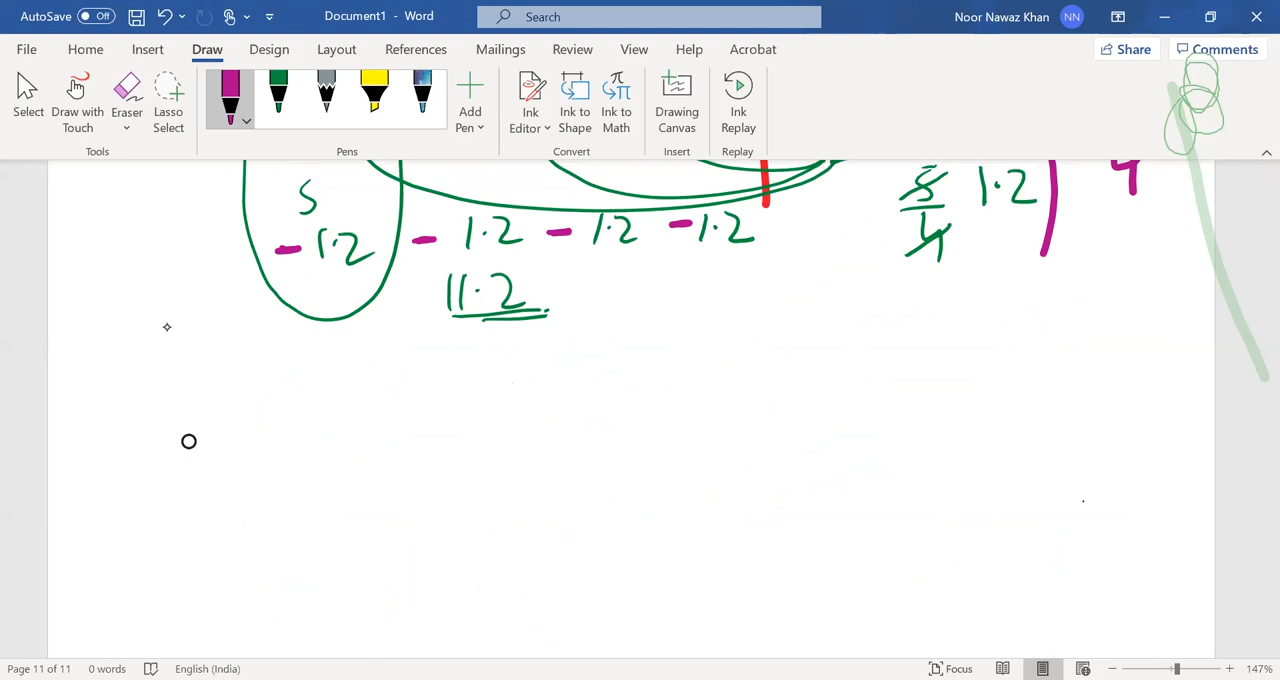 AutoSave Off Document1 - Word Search Noor Nawaz Khan NN
File Home Insert Draw Design Layout References Mailings Review View Help Acrobat Share Comments
Select Draw with Touch Eraser Lasso Select Add Pen Ink Editor Ink to Shape Ink to Math Drawing Canvas Ink Replay
Tools Pens Convert Insert Replay
5 1.2 4
- 1.2 - 1.2 - 1.2 - 1.2 4
11.2
Page 11 of 11 0 words English (India) Focus 147%